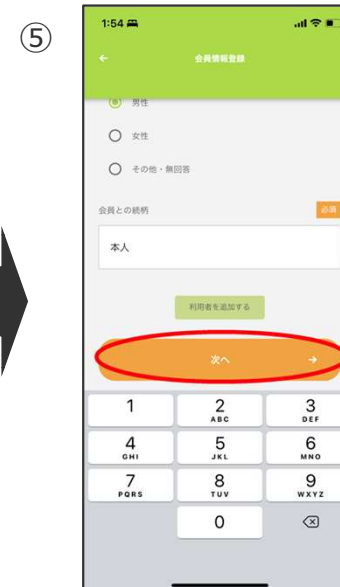 ⑤
1:54
会員情報登録
男性
女性
その他・無回答
会員との続柄 必須
本人
利用者を追加する
次へ →
1 2 ABC 3 DEF
4 GHI 5 JKL 6 MNO
7 PQRS 8 TUV 9 WXYZ
0